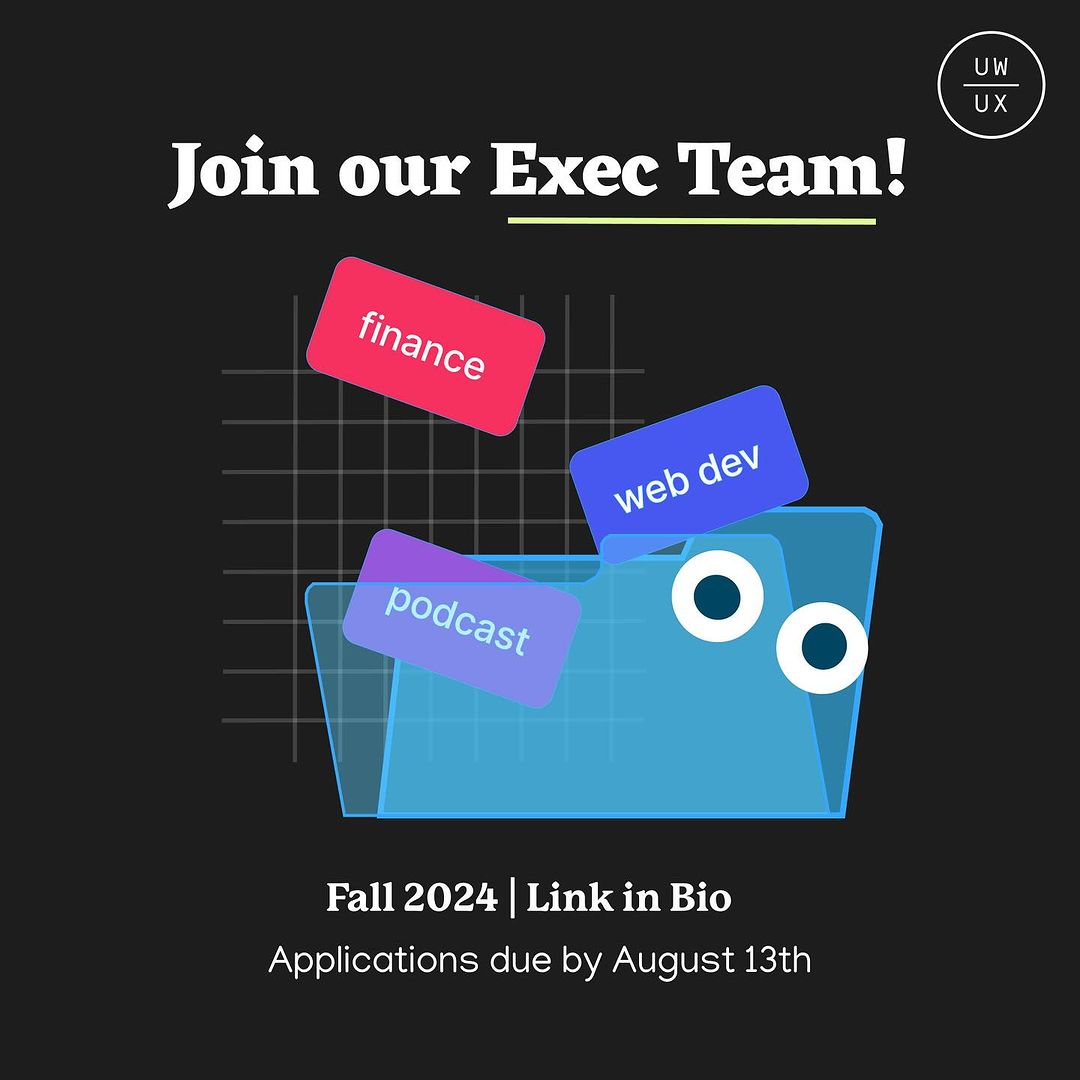 UW
UX
Join our Exec Team!
finance
web dev
podcast
Fall 2024 | Link in Bio
Applications due by August 13th